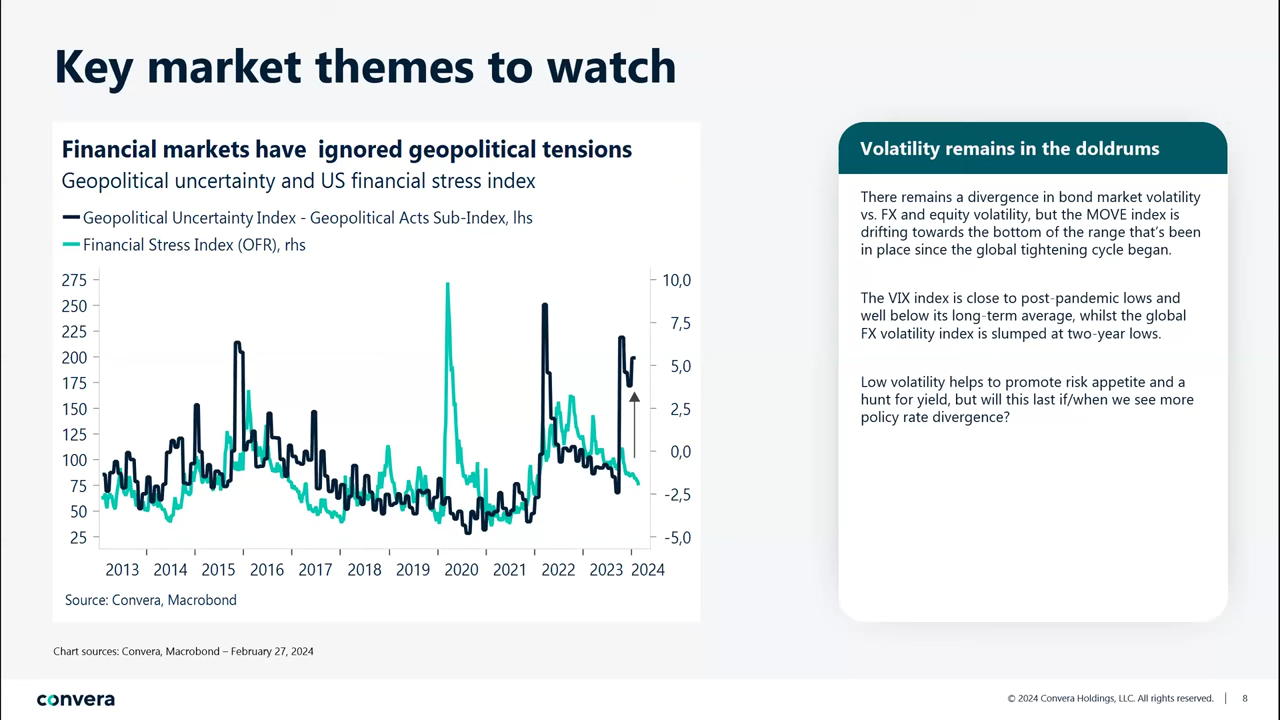 Key market themes to watch
Financial markets have ignored geopolitical tensions
Geopolitical uncertainty and US financial stress index
Geopolitical Uncertainty Index - Geopolitical Acts Sub-Index, lhs
Financial Stress Index (OFR), rhs
275
250
225
200
175
150
125
100
75
50
25
10,0
7,5
5,0
2,5
0,0
-2,5
-5,0
2013 2014 2015 2016 2017 2018 2019 2020 2021 2022 2023 2024
Source: Convera, Macrobond
Chart sources: Convera, Macrobond – February 27, 2024
Volatility remains in the doldrums
There remains a divergence in bond market volatility
vs. FX and equity volatility, but the MOVE index is
drifting towards the bottom of the range that's been
in place since the global tightening cycle began.
The VIX index is close to post-pandemic lows and
well below its long-term average, whilst the global
FX volatility index is slumped at two-year lows.
Low volatility helps to promote risk appetite and a
hunt for yield, but will this last if/when we see more
policy rate divergence?
convera
© 2024 Convera Holdings, LLC. All rights reserved. | 8